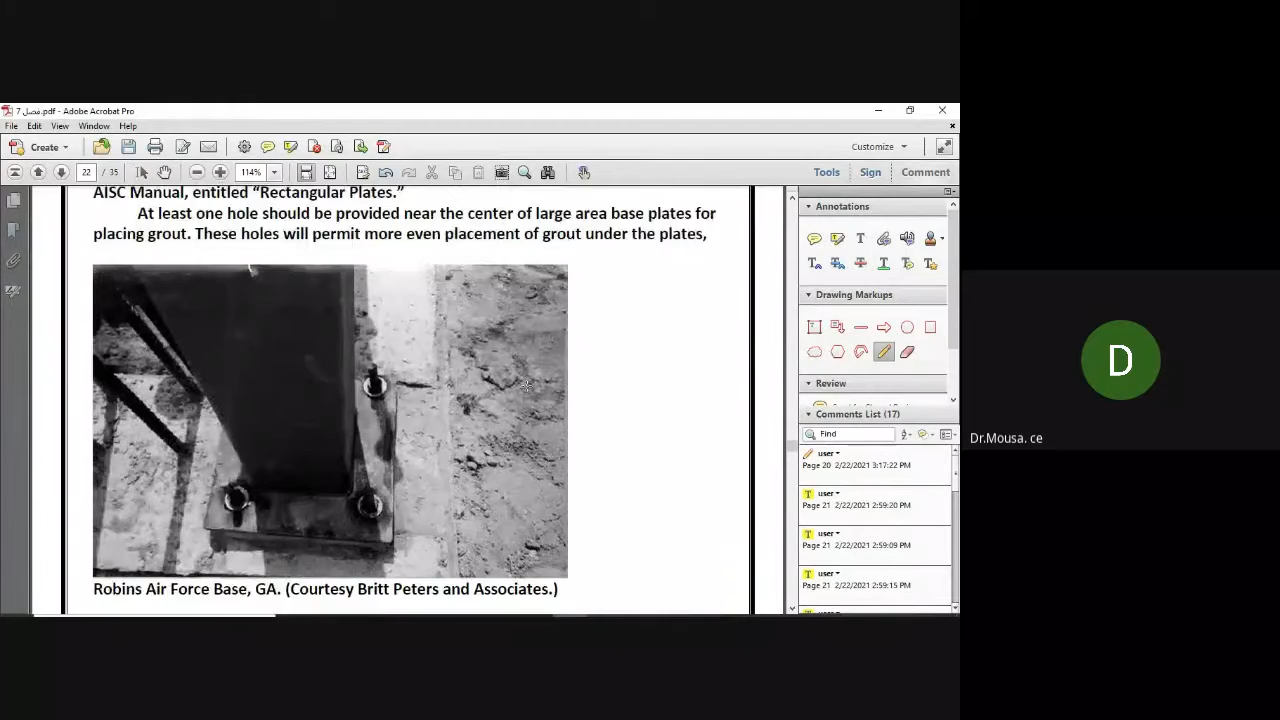 فصل 7.pdf - Adobe Acrobat Pro
File Edit View Window Help
Create Customize
22 / 35 114% Tools Sign Comment
AISC Manual, entitled “Rectangular Plates.”
At least one hole should be provided near the center of large area base plates for
placing grout. These holes will permit more even placement of grout under the plates,
Robins Air Force Base, GA. (Courtesy Britt Peters and Associates.)
Annotations
Drawing Markups
Review
Comments List (17)
Find
user
Page 20 2/22/2021 3:17:22 PM
user
Page 21 2/22/2021 2:59:20 PM
user
Page 21 2/22/2021 2:59:09 PM
user
Page 21 2/22/2021 2:59:15 PM
D
Dr.Mousa. ce